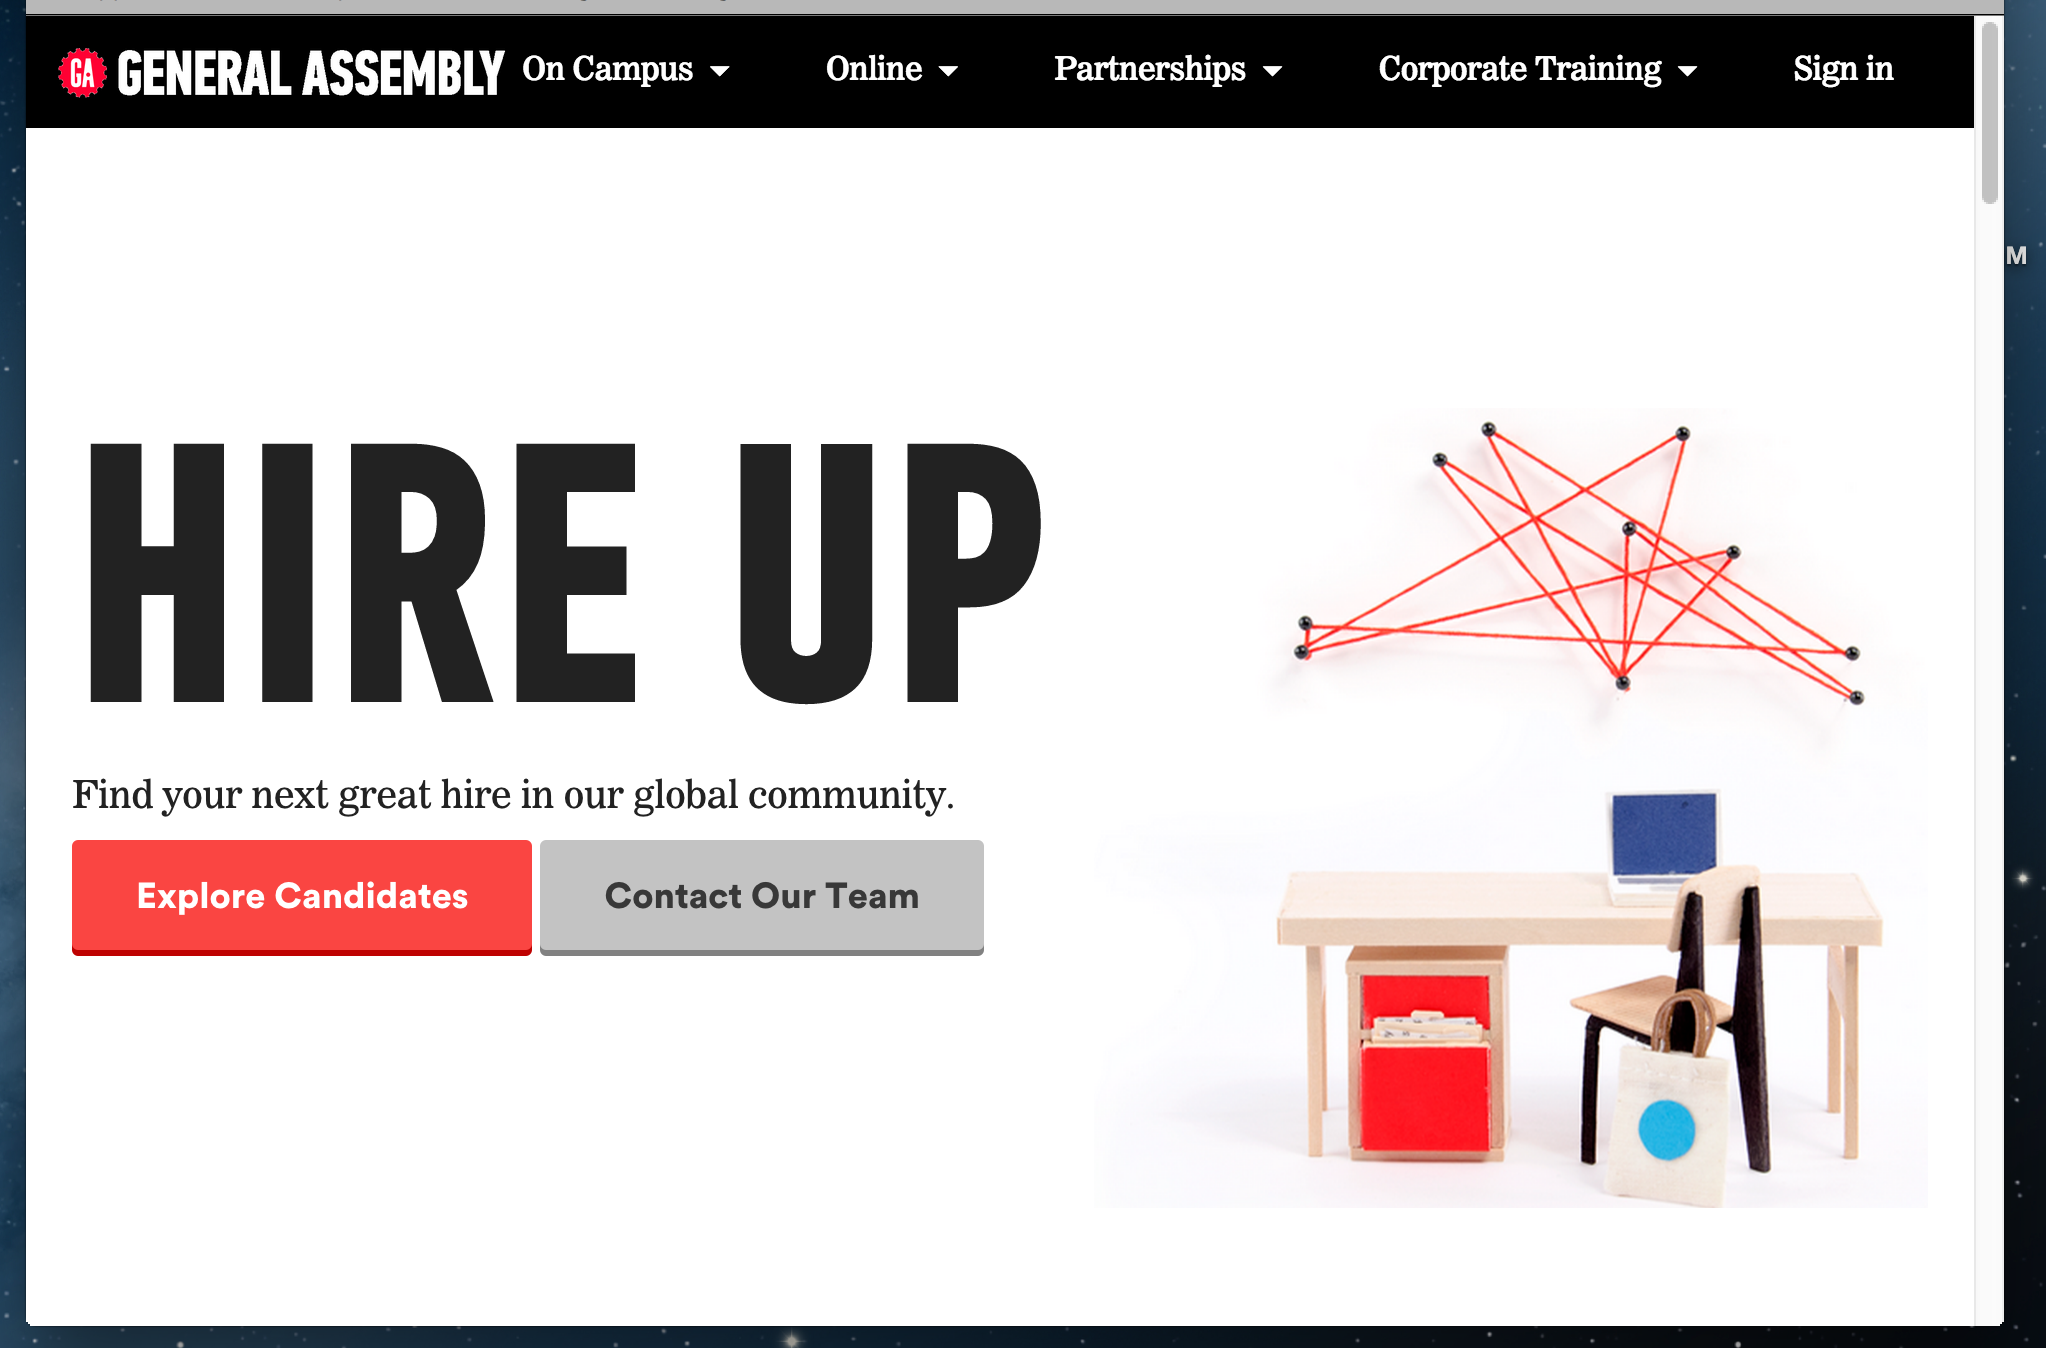 GA GENERAL ASSEMBLY On Campus Online Partnerships Corporate Training Sign in
M
HIRE UP
Find your next great hire in our global community.
Explore Candidates Contact Our Team